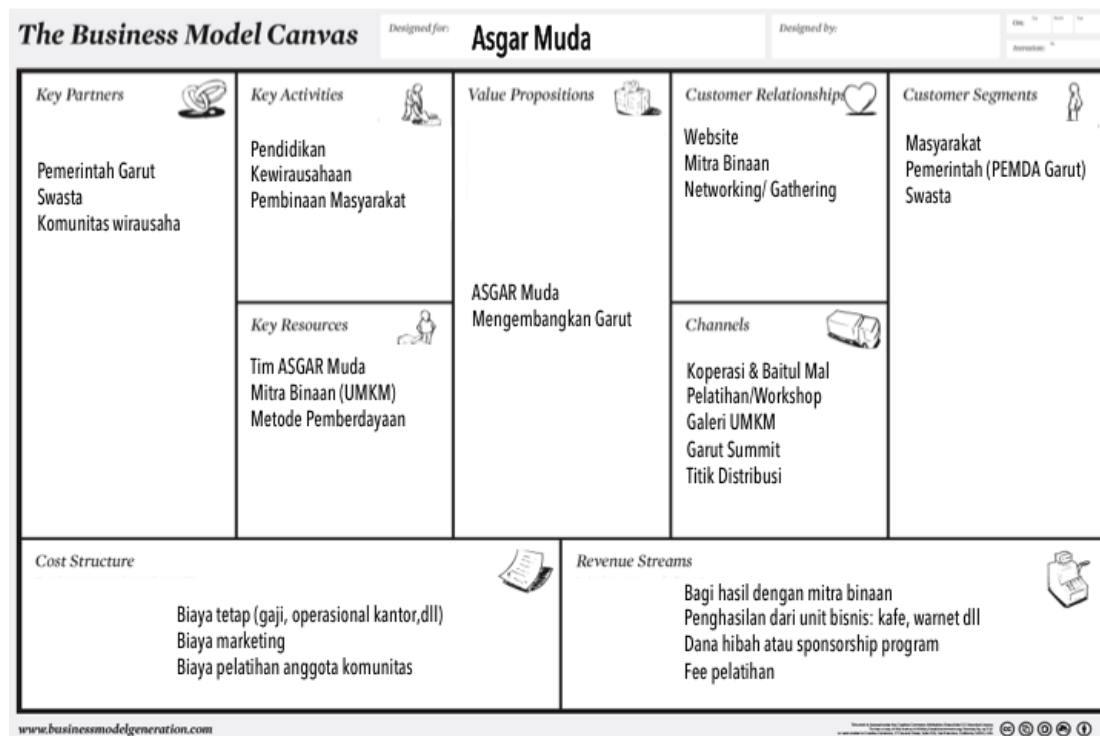 The Business Model Canvas
Designed for:
Asgar Muda
Designed by:
On:
Iteration:
Key Partners
Pemerintah Garut
Swasta
Komunitas wirausaha
Key Activities
Pendidikan
Kewirausahaan
Pembinaan Masyarakat
Key Resources
Tim ASGAR Muda
Mitra Binaan (UMKM)
Metode Pemberdayaan
Value Propositions
ASGAR Muda
Mengembangkan Garut
Customer Relationships
Website
Mitra Binaan
Networking/ Gathering
Channels
Koperasi & Baitul Mal
Pelatihan/Workshop
Galeri UMKM
Garut Summit
Titik Distribusi
Customer Segments
Masyarakat
Pemerintah (PEMDA Garut)
Swasta
Cost Structure
Biaya tetap (gaji, operasional kantor,dll)
Biaya marketing
Biaya pelatihan anggota komunitas
Revenue Streams
Bagi hasil dengan mitra binaan
Penghasilan dari unit bisnis: kafe, warnet dll
Dana hibah atau sponsorship program
Fee pelatihan
www.businessmodelgeneration.com